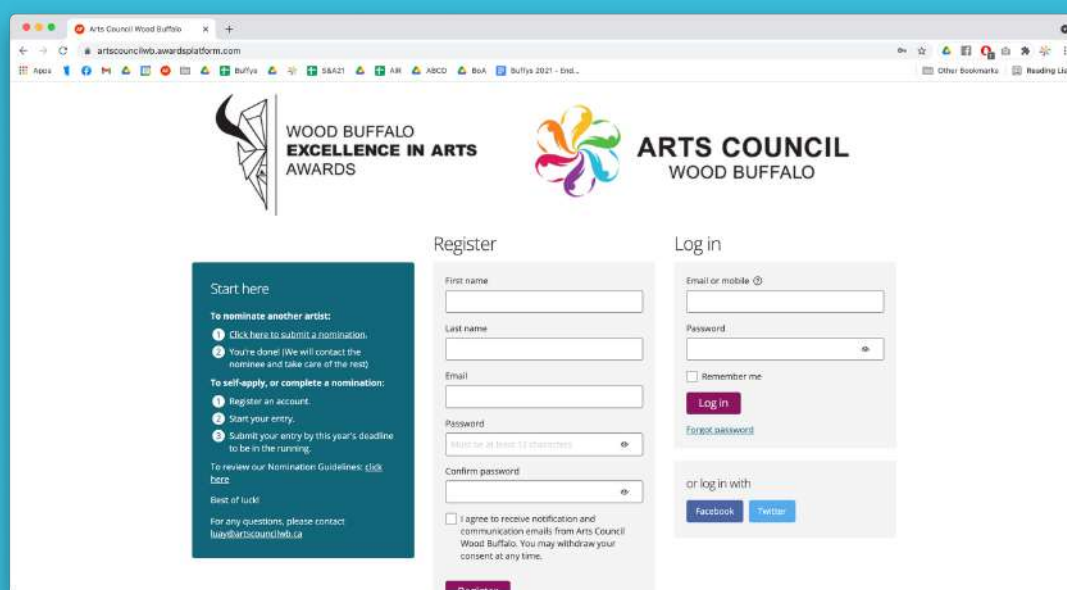 Arts Council Wood Buffalo
artscouncilwb.awardsplatform.com
Apps Buffys S&A21 AIR ABCD BoA Buffys 2021 - End... Other Bookmarks Reading Lis
WOOD BUFFALO
EXCELLENCE IN ARTS
AWARDS
ARTS COUNCIL
WOOD BUFFALO
Start here
To nominate another artist:
1 Click here to submit a nomination.
2 You're done! (We will contact the
nominee and take care of the rest)
To self-apply, or complete a nomination:
1 Register an account.
2 Start your entry.
3 Submit your entry by this year's deadline
to be in the running.
To review our Nomination Guidelines: click
here
Best of luck!
For any questions, please contact
luay@artscouncilwb.ca
Register
First name
Last name
Email
Password
Must be at least 12 characters
Confirm password
I agree to receive notification and
communication emails from Arts Council
Wood Buffalo. You may withdraw your
consent at any time.
Register
Log in
Email or mobile
Password
Remember me
Log in
Forgot password
or log in with
Facebook Twitter